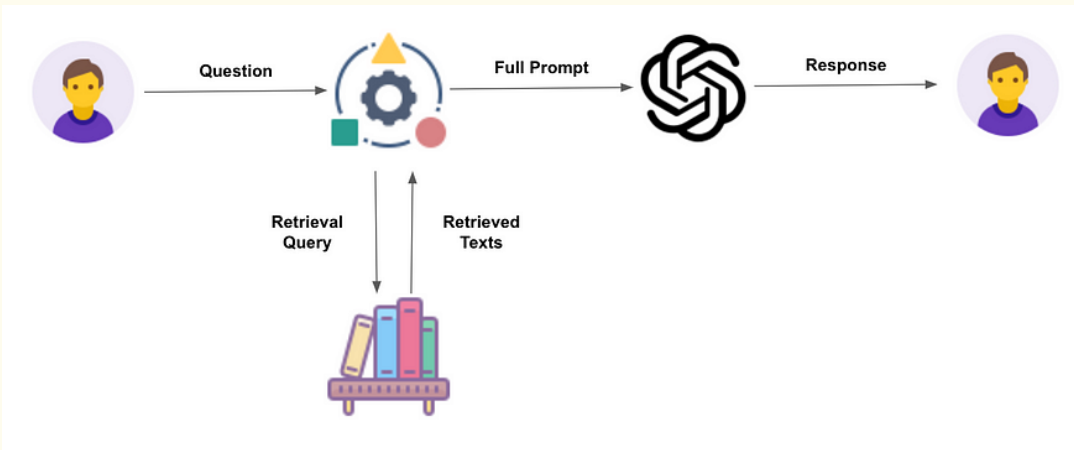 Question
Full Prompt
Response
Retrieval
Query
Retrieved
Texts